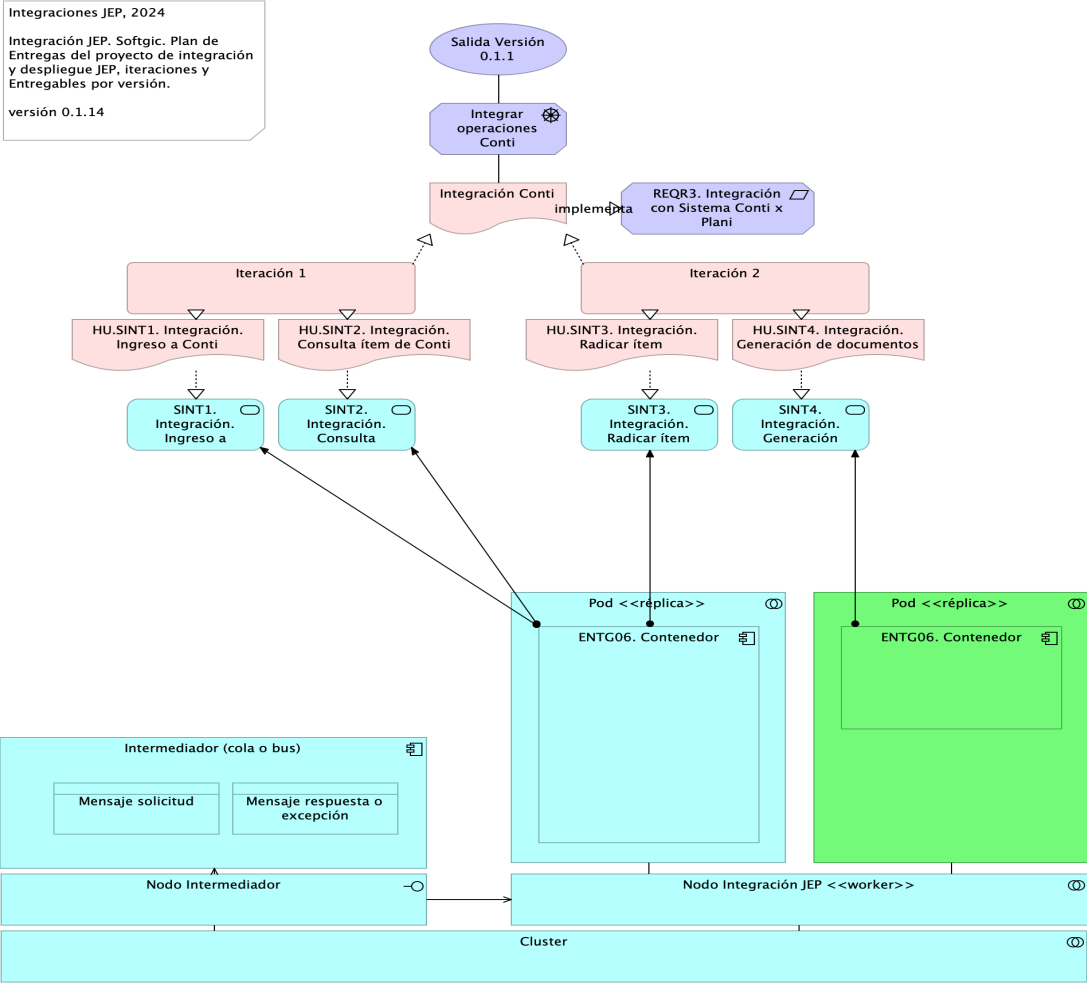 Integraciones JEP, 2024
Integración JEP. Softgic. Plan de
Entregas del proyecto de integración
y despliegue JEP, iteraciones y
Entregables por versión.
versión 0.1.14
Salida Versión
0.1.1
Integrar
operaciones
Conti
Integración Conti
implementa
REQR3. Integración
con Sistema Conti x
Plani
Iteración 1
Iteración 2
HU.SINT1. Integración.
Ingreso a Conti
HU.SINT2. Integración.
Consulta ítem de Conti
HU.SINT3. Integración.
Radicar ítem
HU.SINT4. Integración.
Generación de documentos
SINT1.
Integración.
Ingreso a
SINT2.
Integración.
Consulta
SINT3.
Integración.
Radicar ítem
SINT4.
Integración.
Generación
Pod <<réplica>>
ENTG06. Contenedor
Pod <<réplica>>
ENTG06. Contenedor
Intermediador (cola o bus)
Mensaje solicitud
Mensaje respuesta o
excepción
Nodo Intermediador
Nodo Integración JEP <<worker>>
Cluster